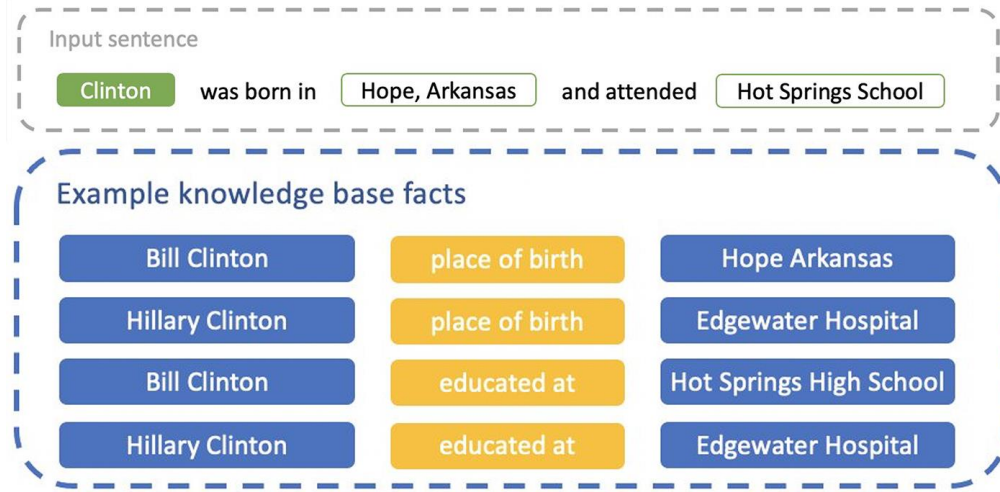 Input sentence
Clinton was born in Hope, Arkansas and attended Hot Springs School
Example knowledge base facts
Bill Clinton place of birth Hope Arkansas
Hillary Clinton place of birth Edgewater Hospital
Bill Clinton educated at Hot Springs High School
Hillary Clinton educated at Edgewater Hospital